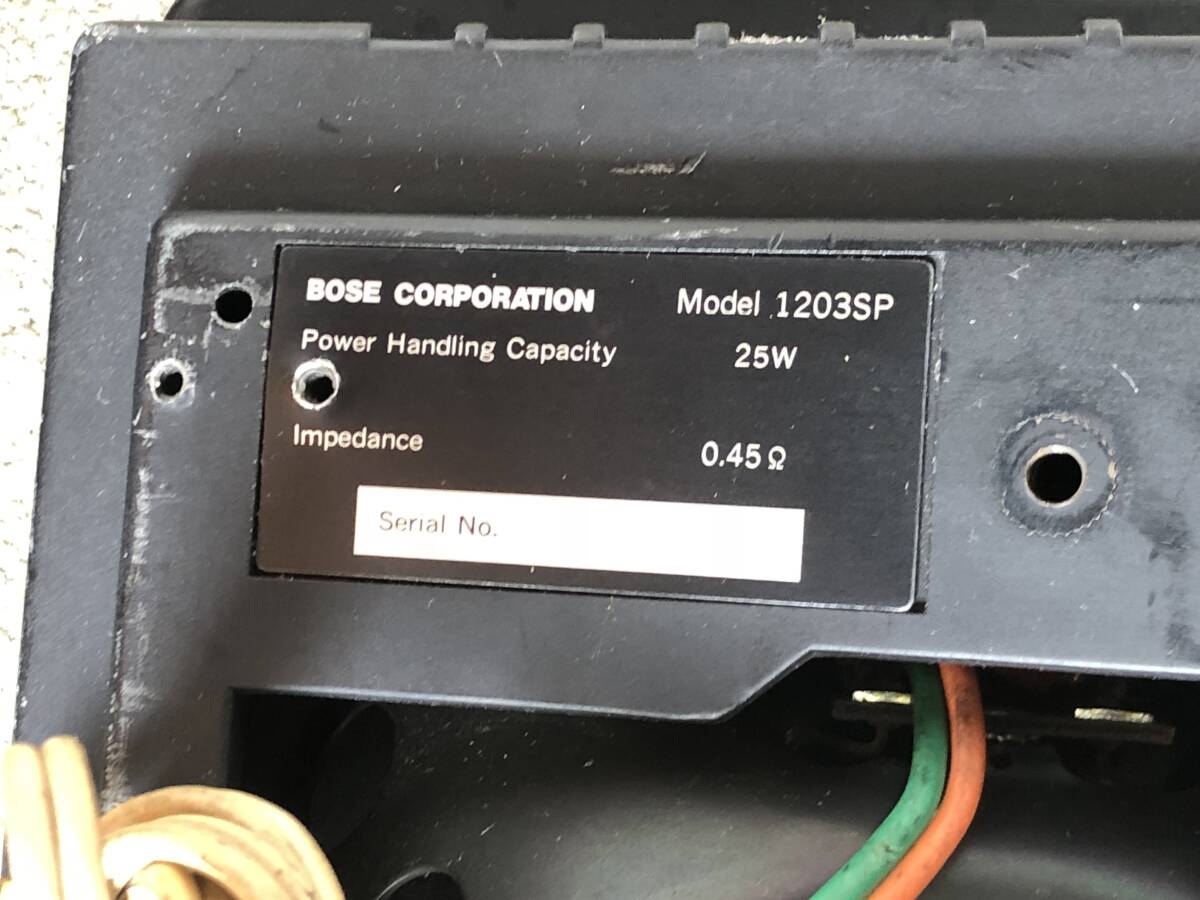 BOSE CORPORATION Model 1203SP
Power Handling Capacity 25W
Impedance 0.45Ω
Serial No.